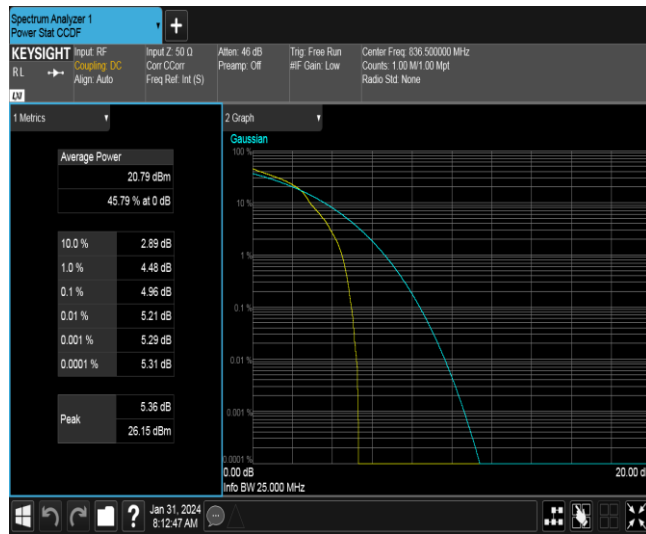 Spectrum Analyzer 1
Power Stat CCDF
+
KEYSIGHT
RL
LXI
Input: RF
Coupling: DC
Align: Auto
Input Z: 50 Ω
Corr CCorr
Freq Ref: Int (S)
Atten: 46 dB
Preamp: Off
Trig: Free Run
#IF Gain: Low
Center Freq: 836.500000 MHz
Counts: 1.00 M/1.00 Mpt
Radio Std: None
1 Metrics
Average Power
20.79 dBm
45.79 % at 0 dB
10.0 % 2.89 dB
1.0 % 4.48 dB
0.1 % 4.96 dB
0.01 % 5.21 dB
0.001 % 5.29 dB
0.0001 % 5.31 dB
Peak
5.36 dB
26.15 dBm
2 Graph
Gaussian
100 %
10 %
1 %
0.1 %
0.01 %
0.001 %
0.0001 %
0.00 dB
20.00 d
Info BW 25.000 MHz
?
Jan 31, 2024
8:12:47 AM